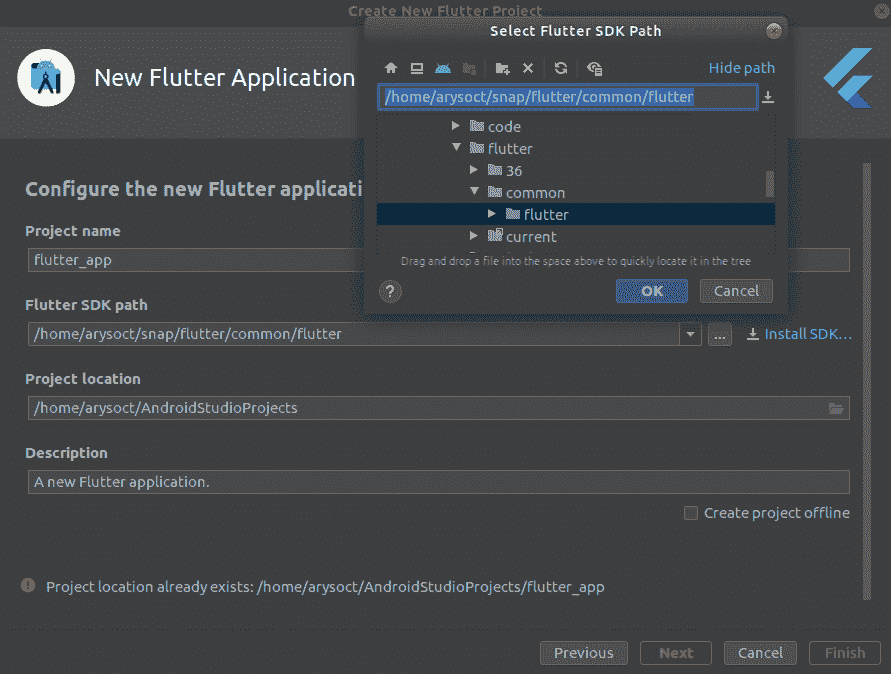 Create New Flutter Project
Select Flutter SDK Path
New Flutter Application
Hide path
/home/arysoct/snap/flutter/common/flutter
code
flutter
36
common
flutter
current
Drag and drop a file into the space above to quickly locate it in the tree
?
OK
Cancel
Configure the new Flutter applicati
Project name
flutter_app
Flutter SDK path
/home/arysoct/snap/flutter/common/flutter
...
Install SDK...
Project location
/home/arysoct/AndroidStudioProjects
Description
A new Flutter application.
Create project offline
Project location already exists: /home/arysoct/AndroidStudioProjects/flutter_app
Previous
Next
Cancel
Finish